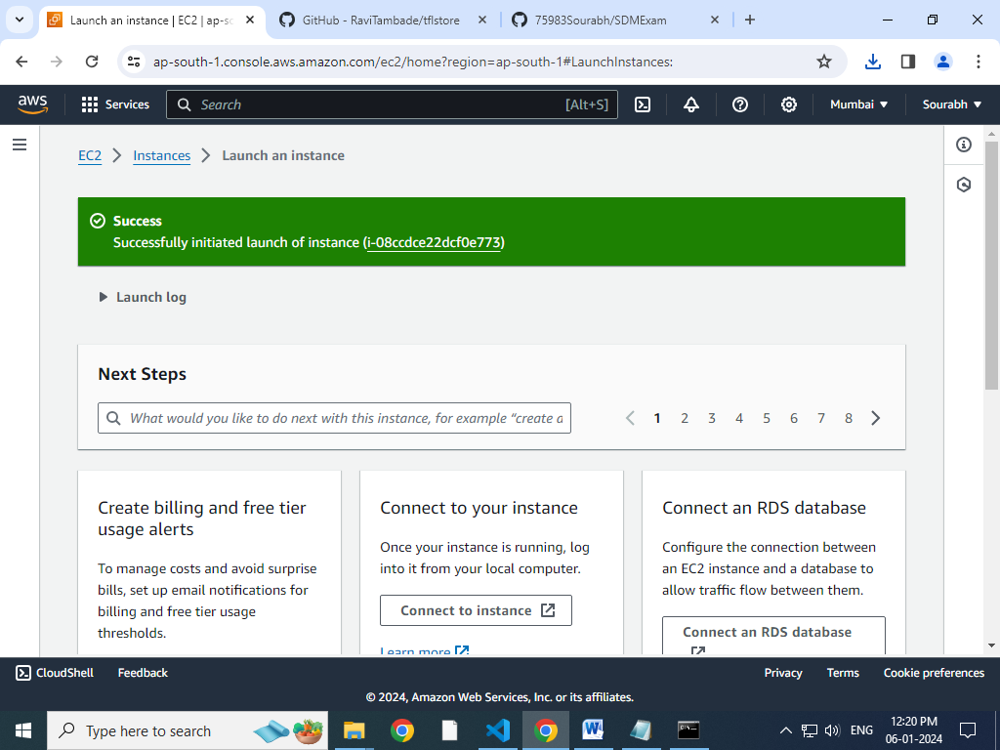 Launch an instance | EC2 | ap-so
GitHub - RaviTambade/tflstore
75983Sourabh/SDMExam
ap-south-1.console.aws.amazon.com/ec2/home?region=ap-south-1#LaunchInstances:
aws
Services
Search
[Alt+S]
Mumbai
Sourabh
EC2
Instances
Launch an instance
Success
Successfully initiated launch of instance (i-08ccdce22dcf0e773)
Launch log
Next Steps
What would you like to do next with this instance, for example “create a
1 2 3 4 5 6 7 8
Create billing and free tier
usage alerts
To manage costs and avoid surprise
bills, set up email notifications for
billing and free tier usage
thresholds.
Connect to your instance
Once your instance is running, log
into it from your local computer.
Connect to instance
Learn more
Connect an RDS database
Configure the connection between
an EC2 instance and a database to
allow traffic flow between them.
Connect an RDS database
CloudShell
Feedback
Privacy
Terms
Cookie preferences
© 2024, Amazon Web Services, Inc. or its affiliates.
Type here to search
ENG
12:20 PM
06-01-2024